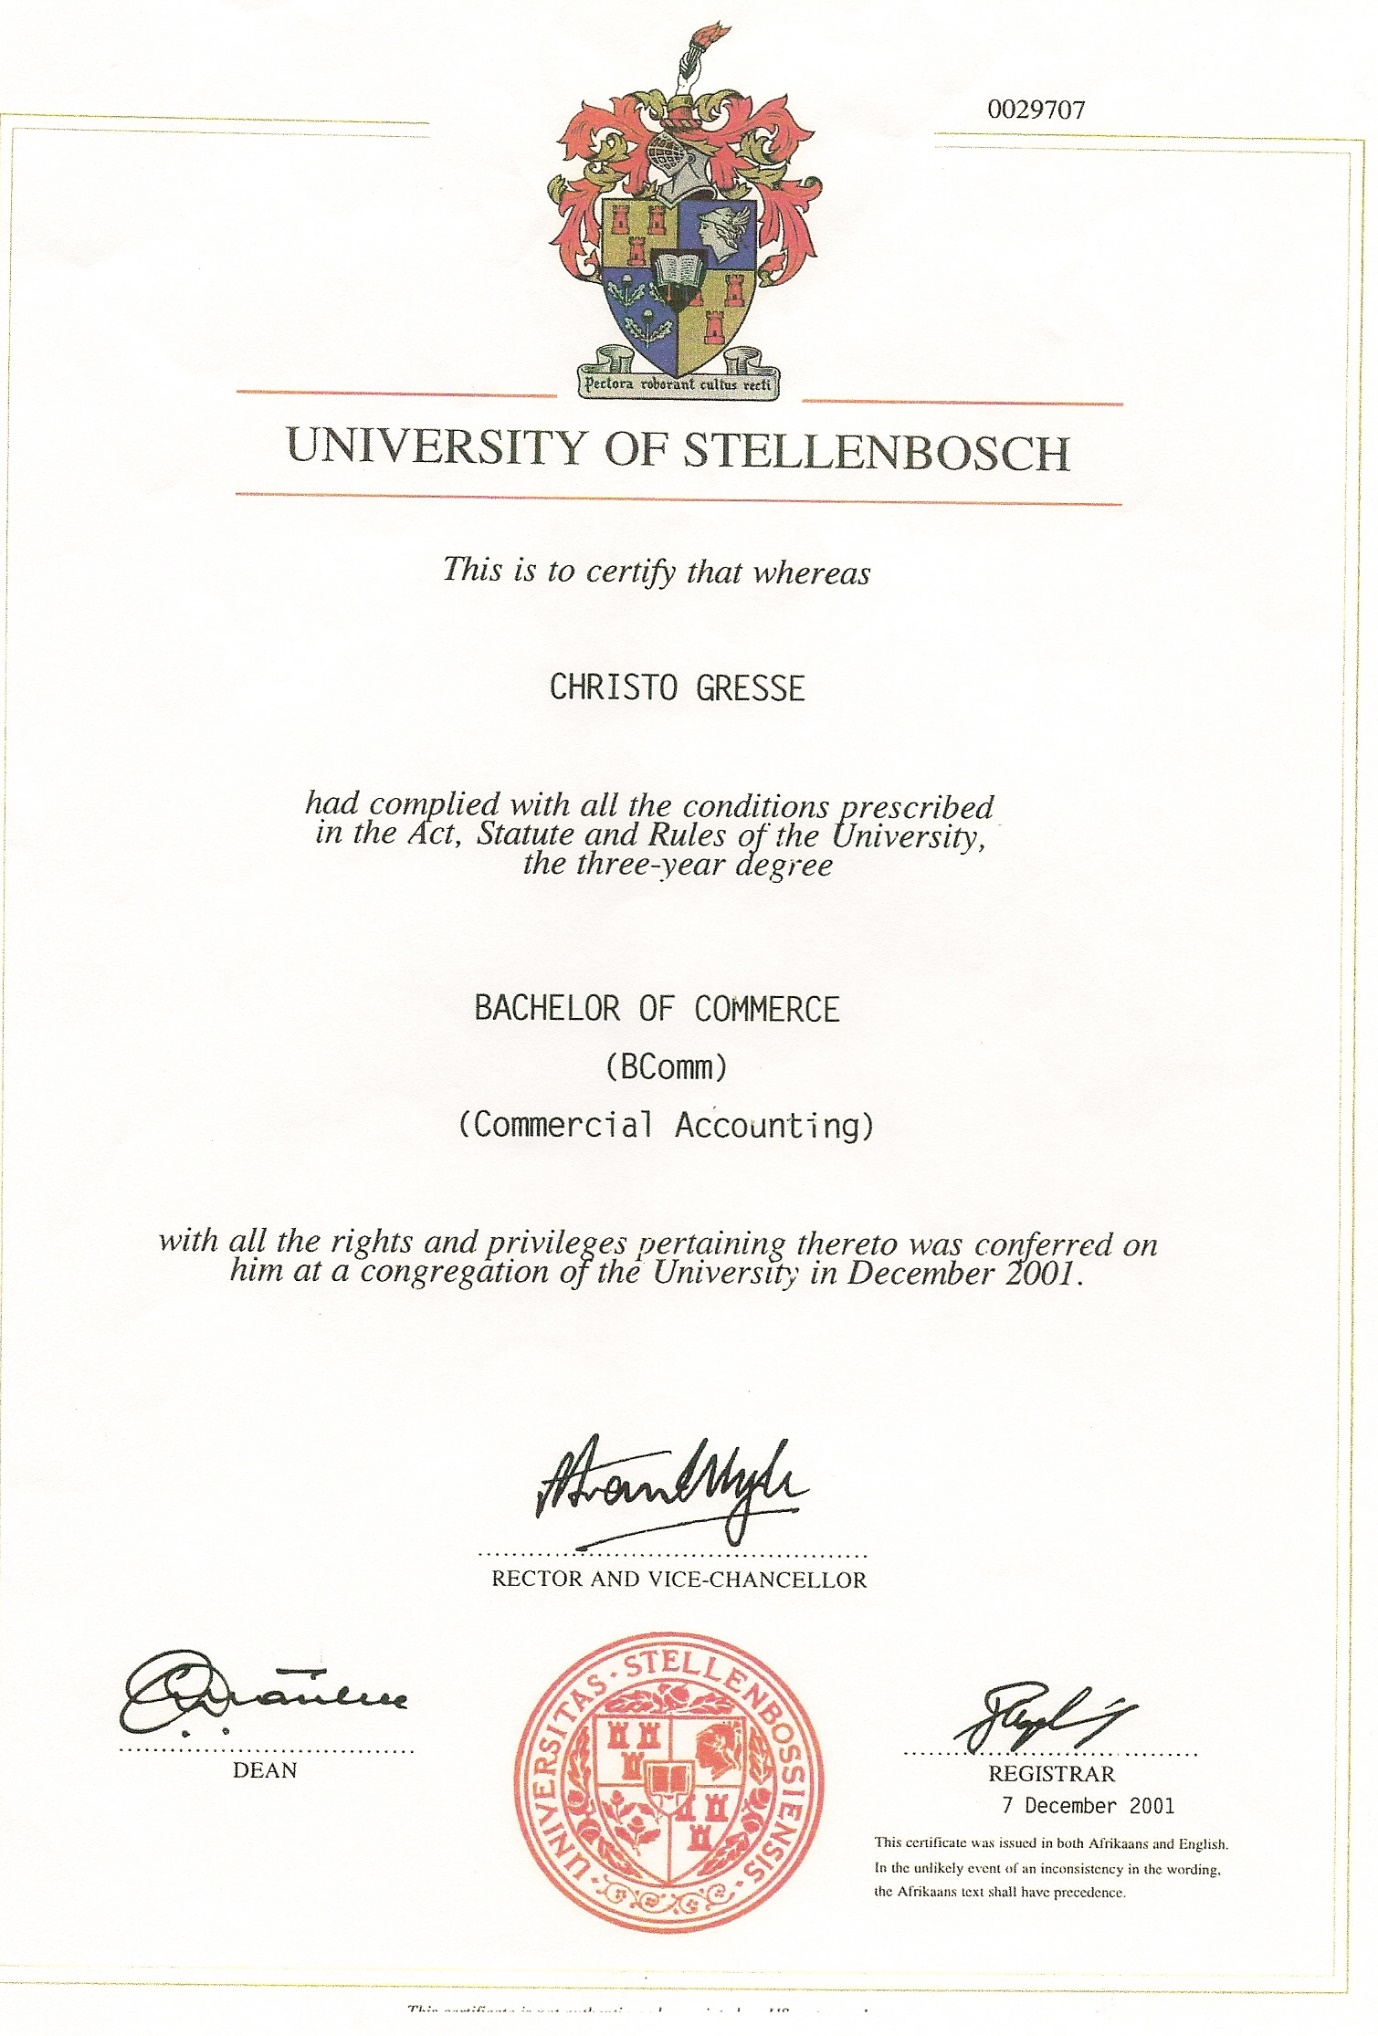 0029707
Pectora roborant cultus recti
UNIVERSITY OF STELLENBOSCH
This is to certify that whereas
CHRISTO GRESSE
had complied with all the conditions prescribed
in the Act, Statute and Rules of the University,
the three-year degree
BACHELOR OF COMMERCE
(BComm)
(Commercial Accounting)
with all the rights and privileges pertaining thereto was conferred on
him at a congregation of the University in December 2001.
RECTOR AND VICE-CHANCELLOR
DEAN
UNIVERSITAS · STELLENBOSSIENSIS
REGISTRAR
7 December 2001
This certificate was issued in both Afrikaans and English.
In the unlikely event of an inconsistency in the wording,
the Afrikaans text shall have precedence.
This certificate is not